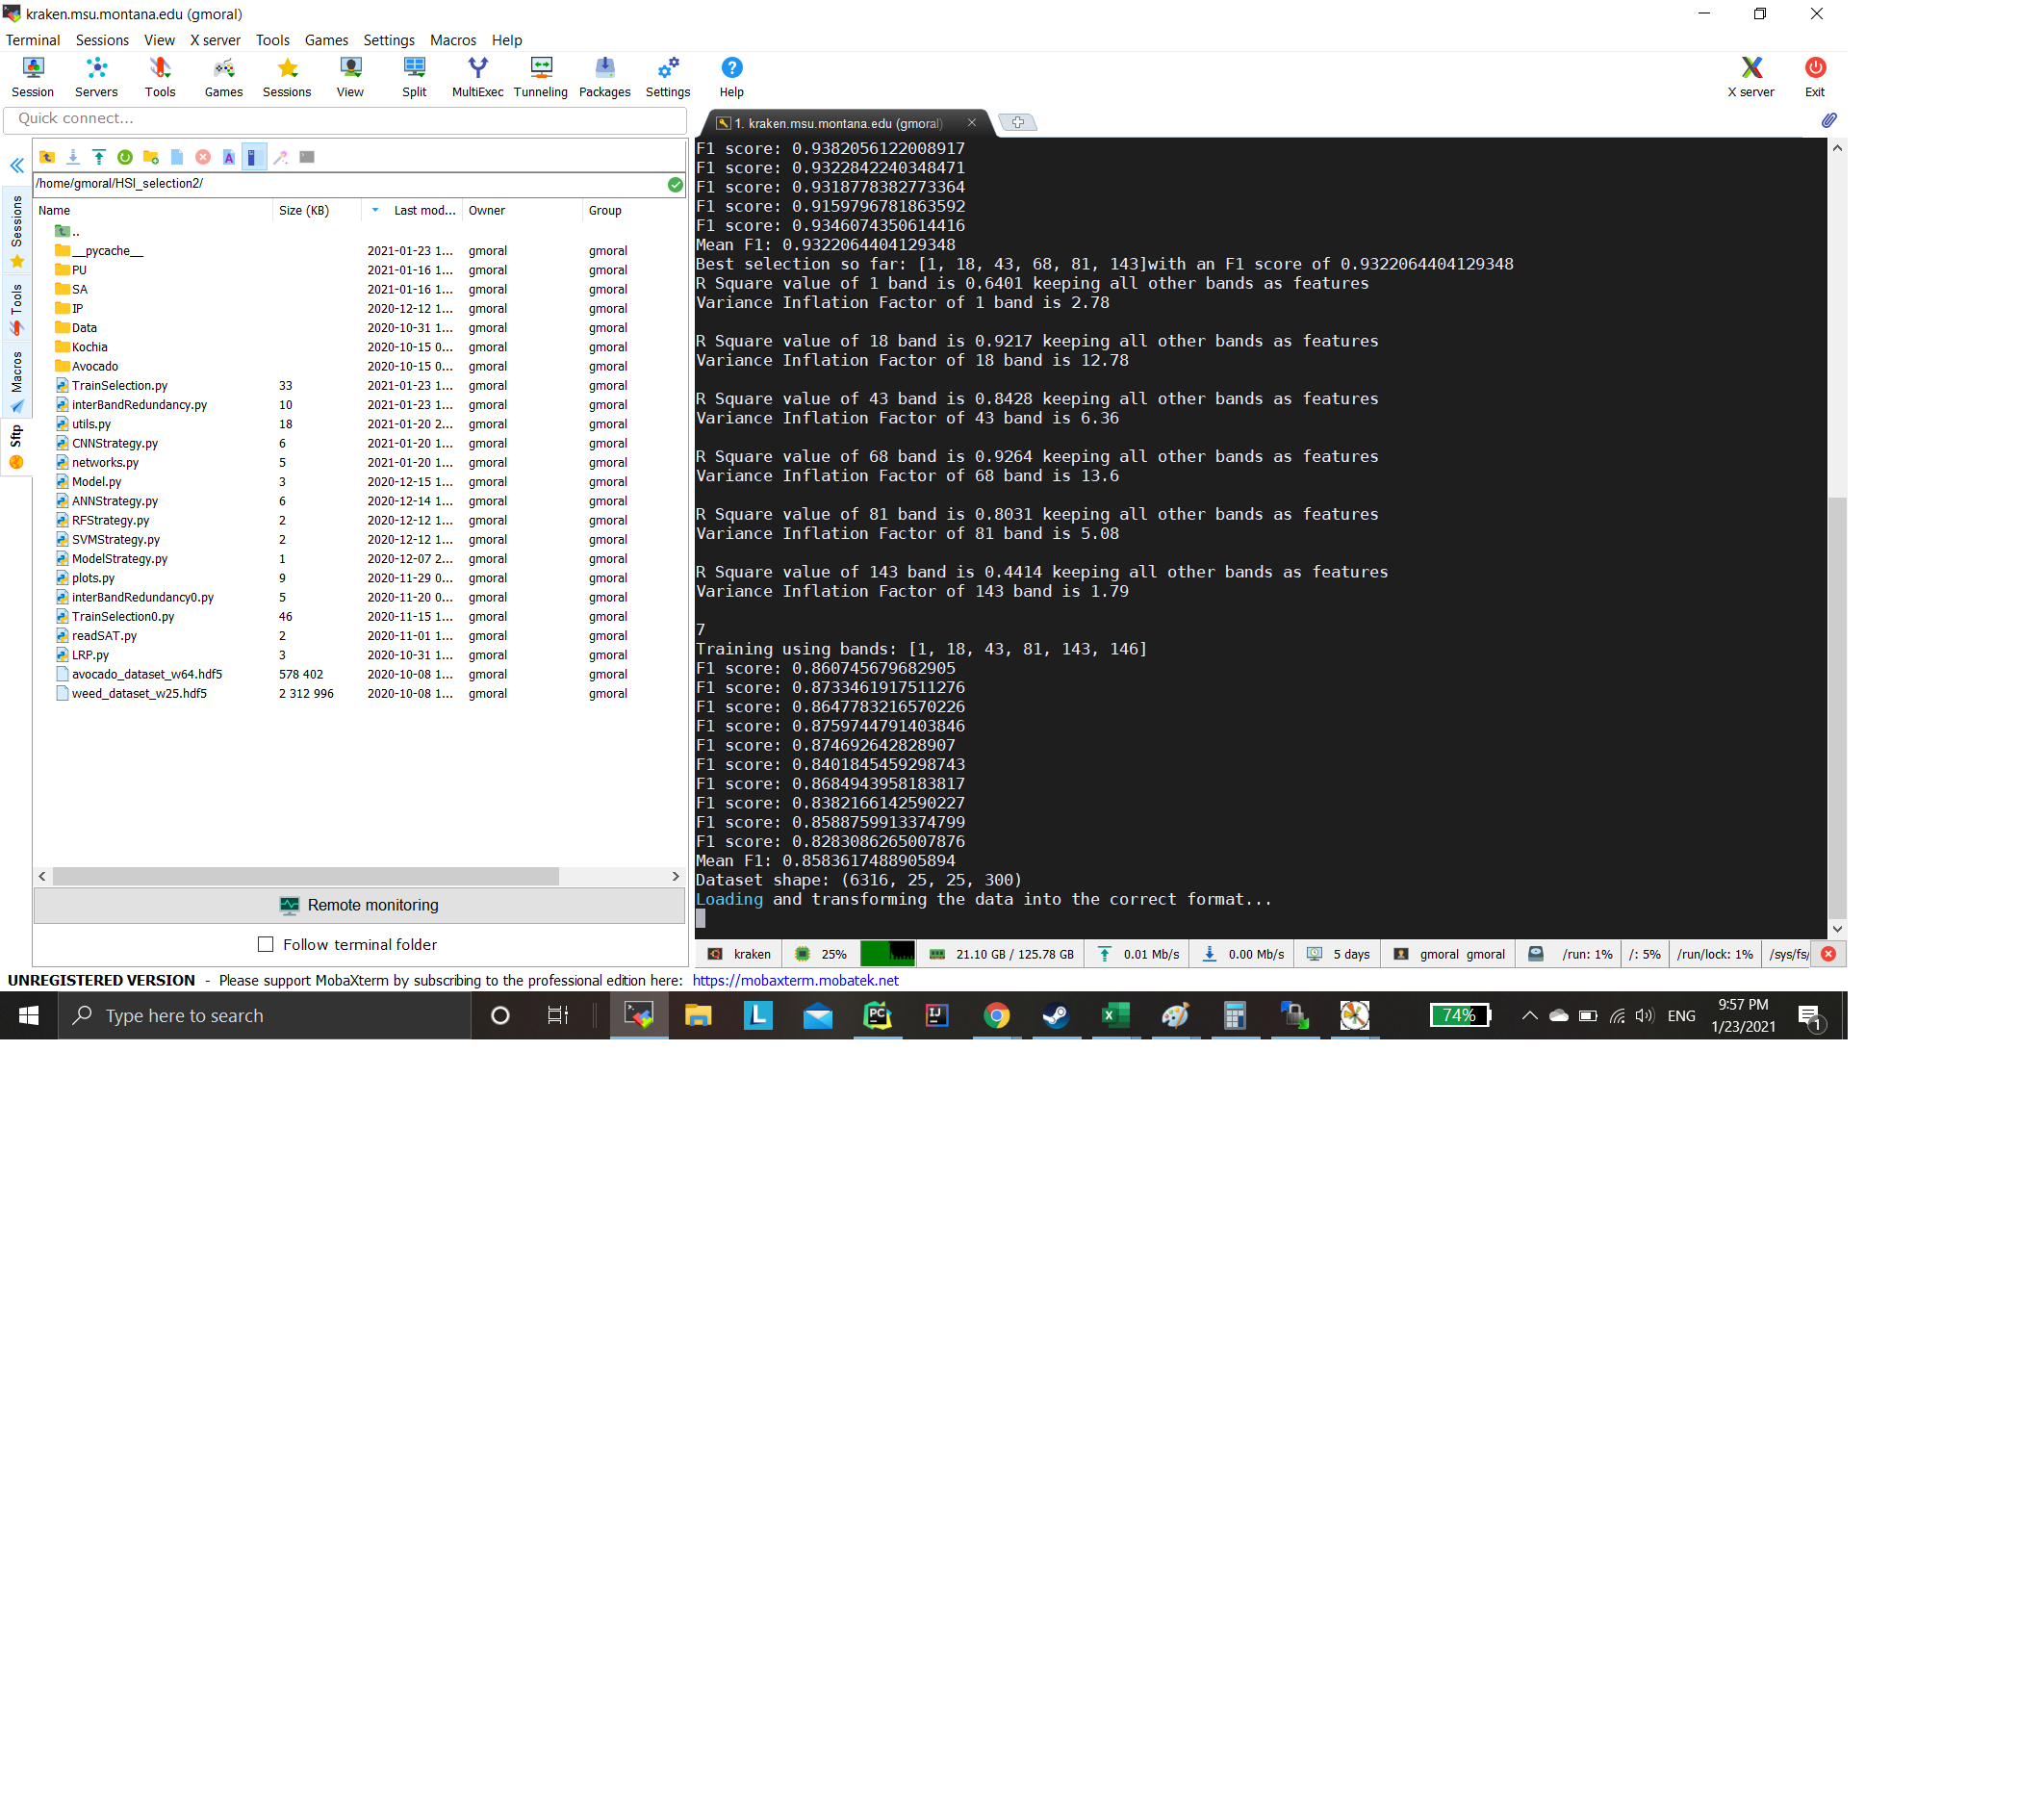 kraken.msu.montana.edu (gmoral)
Terminal Sessions View X server Tools Games Settings Macros Help
Session Servers Tools Games Sessions View Split MultiExec Tunneling Packages Settings Help X server Exit
Quick connect...
1. kraken.msu.montana.edu (gmoral)
/home/gmoral/HSI_selection2/
Sessions
Tools
Macros
Sftp
Name Size (KB) Last mod... Owner Group
..
__pycache__ 2021-01-23 1... gmoral gmoral
PU 2021-01-16 1... gmoral gmoral
SA 2021-01-16 1... gmoral gmoral
IP 2020-12-12 1... gmoral gmoral
Data 2020-10-31 1... gmoral gmoral
Kochia 2020-10-15 0... gmoral gmoral
Avocado 2020-10-15 0... gmoral gmoral
TrainSelection.py 33 2021-01-23 1... gmoral gmoral
interBandRedundancy.py 10 2021-01-23 1... gmoral gmoral
utils.py 18 2021-01-20 2... gmoral gmoral
CNNStrategy.py 6 2021-01-20 1... gmoral gmoral
networks.py 5 2021-01-20 1... gmoral gmoral
Model.py 3 2020-12-15 1... gmoral gmoral
ANNStrategy.py 6 2020-12-14 1... gmoral gmoral
RFStrategy.py 2 2020-12-12 1... gmoral gmoral
SVMStrategy.py 2 2020-12-12 1... gmoral gmoral
ModelStrategy.py 1 2020-12-07 2... gmoral gmoral
plots.py 9 2020-11-29 0... gmoral gmoral
interBandRedundancy0.py 5 2020-11-20 0... gmoral gmoral
TrainSelection0.py 46 2020-11-15 1... gmoral gmoral
readSAT.py 2 2020-11-01 1... gmoral gmoral
LRP.py 3 2020-10-31 1... gmoral gmoral
avocado_dataset_w64.hdf5 578 402 2020-10-08 1... gmoral gmoral
weed_dataset_w25.hdf5 2 312 996 2020-10-08 1... gmoral gmoral
Remote monitoring
Follow terminal folder
F1 score: 0.9382056122008917
F1 score: 0.9322842240348471
F1 score: 0.9318778382773364
F1 score: 0.9159796781863592
F1 score: 0.9346074350614416
Mean F1: 0.9322064404129348
Best selection so far: [1, 18, 43, 68, 81, 143]with an F1 score of 0.9322064404129348
R Square value of 1 band is 0.6401 keeping all other bands as features
Variance Inflation Factor of 1 band is 2.78
R Square value of 18 band is 0.9217 keeping all other bands as features
Variance Inflation Factor of 18 band is 12.78
R Square value of 43 band is 0.8428 keeping all other bands as features
Variance Inflation Factor of 43 band is 6.36
R Square value of 68 band is 0.9264 keeping all other bands as features
Variance Inflation Factor of 68 band is 13.6
R Square value of 81 band is 0.8031 keeping all other bands as features
Variance Inflation Factor of 81 band is 5.08
R Square value of 143 band is 0.4414 keeping all other bands as features
Variance Inflation Factor of 143 band is 1.79
7
Training using bands: [1, 18, 43, 81, 143, 146]
F1 score: 0.860745679682905
F1 score: 0.8733461917511276
F1 score: 0.8647783216570226
F1 score: 0.8759744791403846
F1 score: 0.874692642828907
F1 score: 0.8401845459298743
F1 score: 0.8684943958183817
F1 score: 0.8382166142590227
F1 score: 0.8588759913374799
F1 score: 0.8283086265007876
Mean F1: 0.8583617488905894
Dataset shape: (6316, 25, 25, 300)
Loading and transforming the data into the correct format...
kraken 25% 21.10 GB / 125.78 GB 0.01 Mb/s 0.00 Mb/s 5 days gmoral gmoral /run: 1% /: 5% /run/lock: 1% /sys/fs/
UNREGISTERED VERSION - Please support MobaXterm by subscribing to the professional edition here: https://mobaxterm.mobatek.net
Type here to search
74%
ENG
9:57 PM
1/23/2021
1